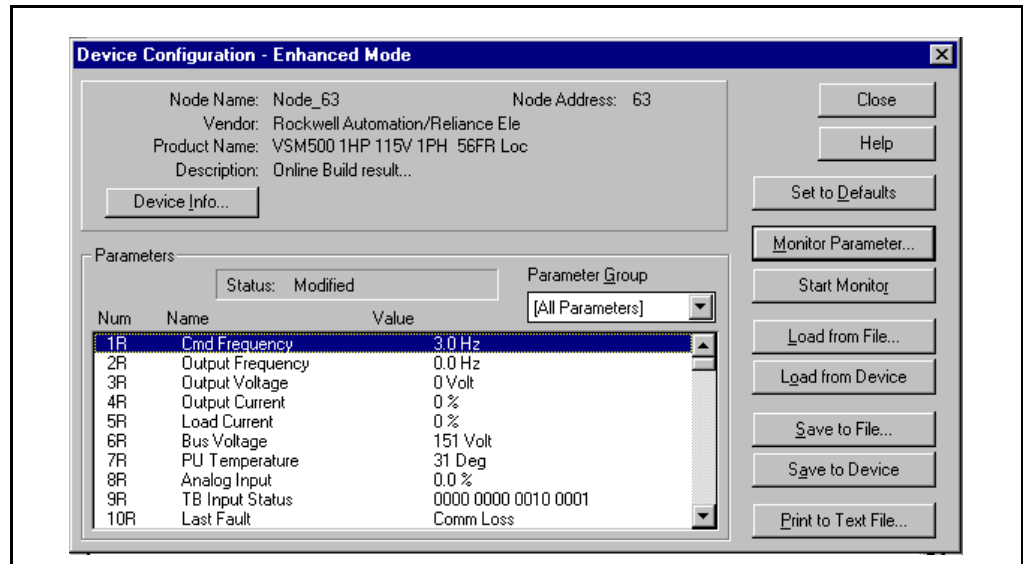 Device Configuration - Enhanced Mode
Node Name: Node_63 Node Address: 63
Vendor: Rockwell Automation/Reliance Ele
Product Name: VSM500 1HP 115V 1PH 56FR Loc
Description: Online Build result...
Device Info...
Close
Help
Set to Defaults
Monitor Parameter...
Start Monitor
Load from File...
Load from Device
Save to File...
Save to Device
Print to Text File...
Parameters
Status: Modified
Parameter Group
[All Parameters]
Num Name Value
1R Cmd Frequency 3.0 Hz
2R Output Frequency 0.0 Hz
3R Output Voltage 0 Volt
4R Output Current 0 %
5R Load Current 0 %
6R Bus Voltage 151 Volt
7R PU Temperature 31 Deg
8R Analog Input 0.0 %
9R TB Input Status 0000 0000 0010 0001
10R Last Fault Comm Loss